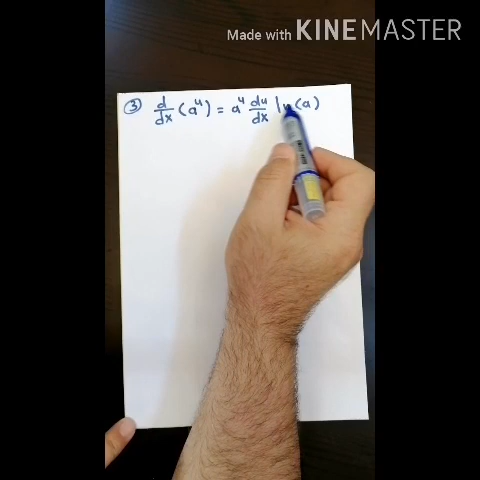 Made with KINEMASTER
③ d/dx (a^u) = a^u du/dx ln(a)